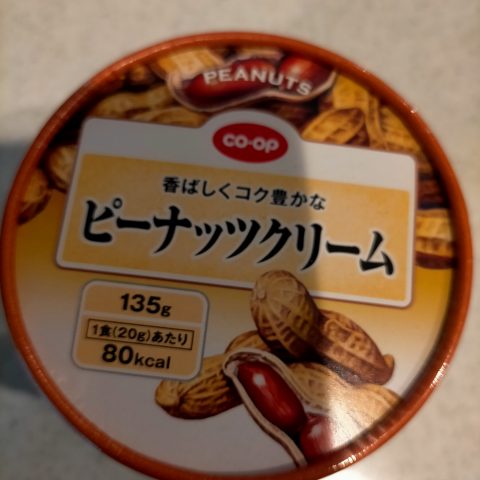 PEANUTS
CO·OP
香ばしくコク豊かな
ピーナッツクリーム
135g
1食(20g)あたり
80kcal